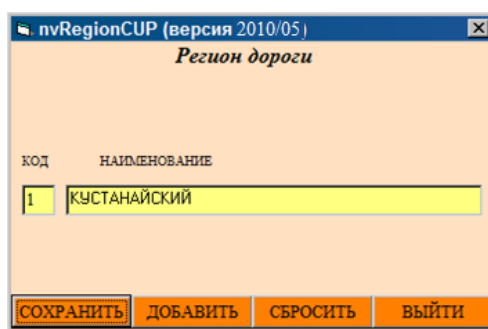 nvRegionCUP (версия 2010/05)
Регион дороги
КОД НАИМЕНОВАНИЕ
1 КУСТАНАЙСКИЙ
СОХРАНИТЬ ДОБАВИТЬ СБРОСИТЬ ВЫЙТИ